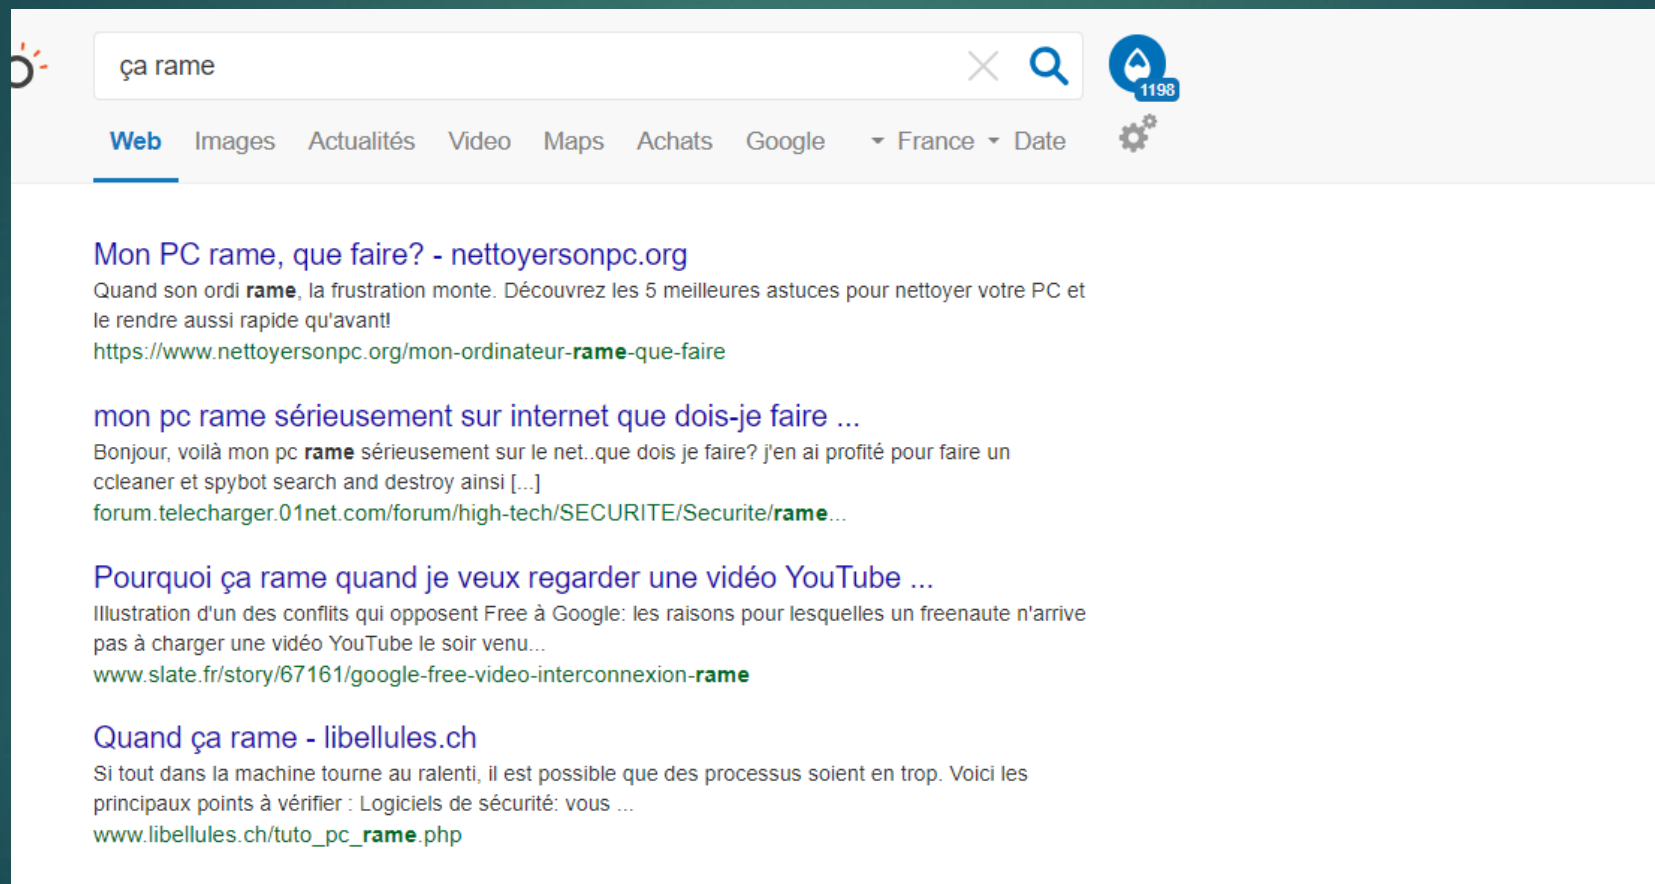 ça rame
1198
Web Images Actualités Video Maps Achats Google France Date
Mon PC rame, que faire? - nettoyersonpc.org
Quand son ordi rame, la frustration monte. Découvrez les 5 meilleures astuces pour nettoyer votre PC et
le rendre aussi rapide qu'avant!
https://www.nettoyersonpc.org/mon-ordinateur-rame-que-faire
mon pc rame sérieusement sur internet que dois-je faire ...
Bonjour, voilà mon pc rame sérieusement sur le net..que dois je faire? j'en ai profité pour faire un
ccleaner et spybot search and destroy ainsi [...]
forum.telecharger.01net.com/forum/high-tech/SECURITE/Securite/rame...
Pourquoi ça rame quand je veux regarder une vidéo YouTube ...
Illustration d'un des conflits qui opposent Free à Google: les raisons pour lesquelles un freenaute n'arrive
pas à charger une vidéo YouTube le soir venu...
www.slate.fr/story/67161/google-free-video-interconnexion-rame
Quand ça rame - libellules.ch
Si tout dans la machine tourne au ralenti, il est possible que des processus soient en trop. Voici les
principaux points à vérifier : Logiciels de sécurité: vous ...
www.libellules.ch/tuto_pc_rame.php